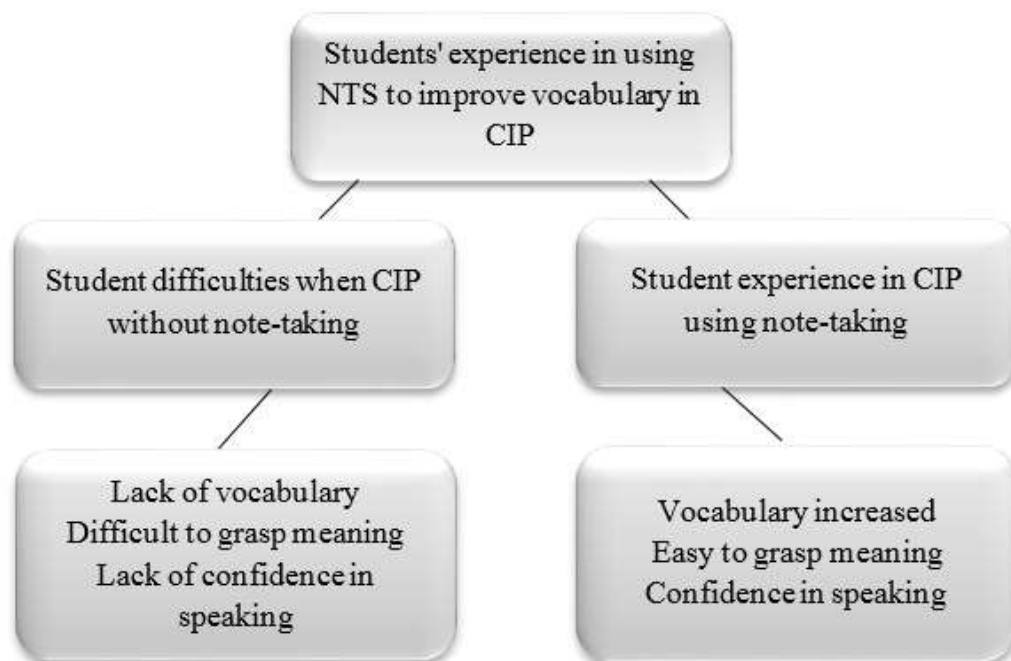 Students' experience in using
NTS to improve vocabulary in
CIP
Student difficulties when CIP
without note-taking
Student experience in CIP
using note-taking
Lack of vocabulary
Difficult to grasp meaning
Lack of confidence in
speaking
Vocabulary increased
Easy to grasp meaning
Confidence in speaking